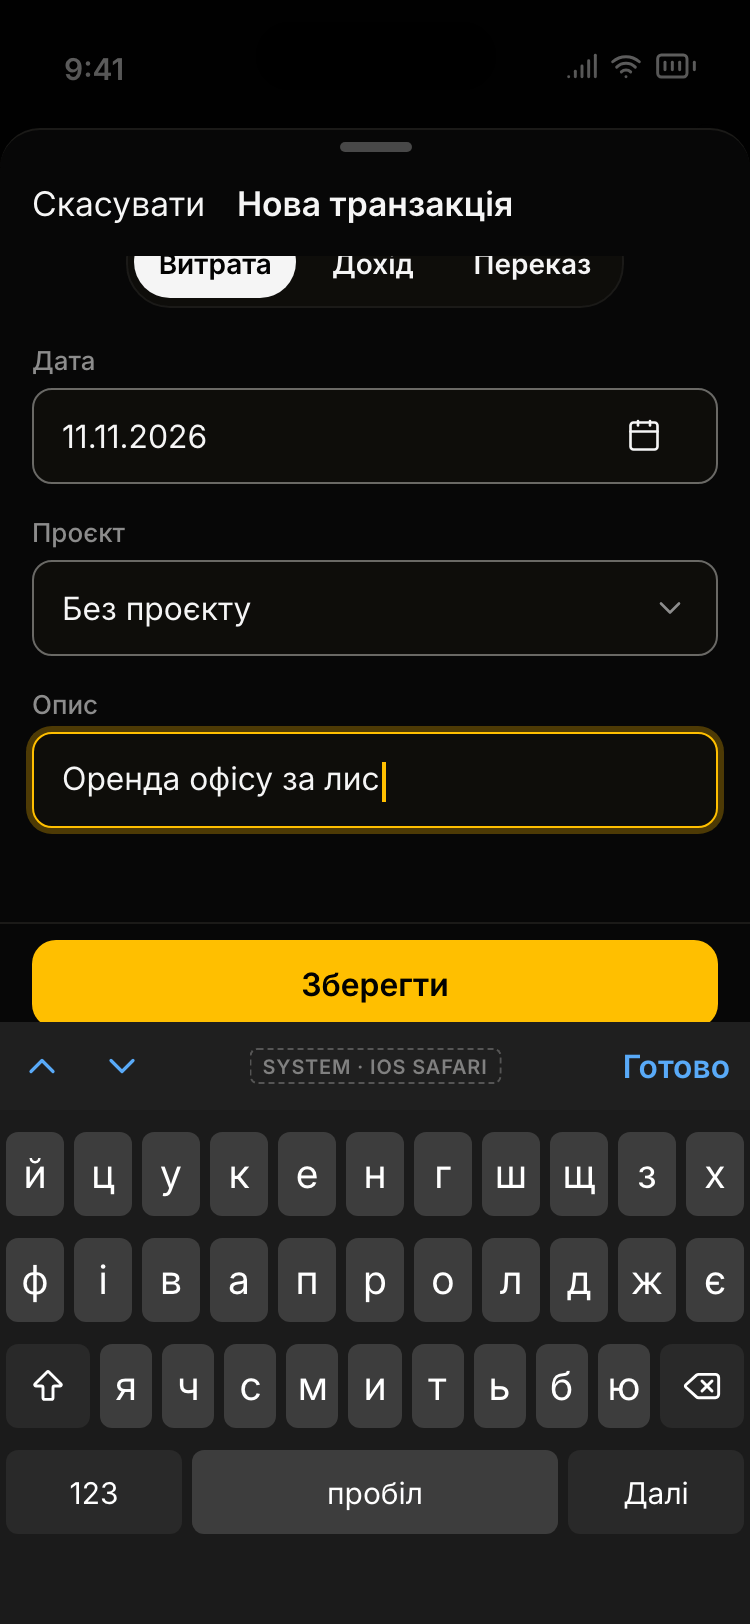 9:41
Скасувати Нова транзакція
Витрата Дохід Переказ
Дата
11.11.2026
Проєкт
Без проєкту
Опис
Оренда офісу за лис
Зберегти
SYSTEM · IOS SAFARI Готово
й ц у к е н г ш щ з х
ф і в а п р о л д ж є
я ч с м и т ь б ю
123 пробіл Далі